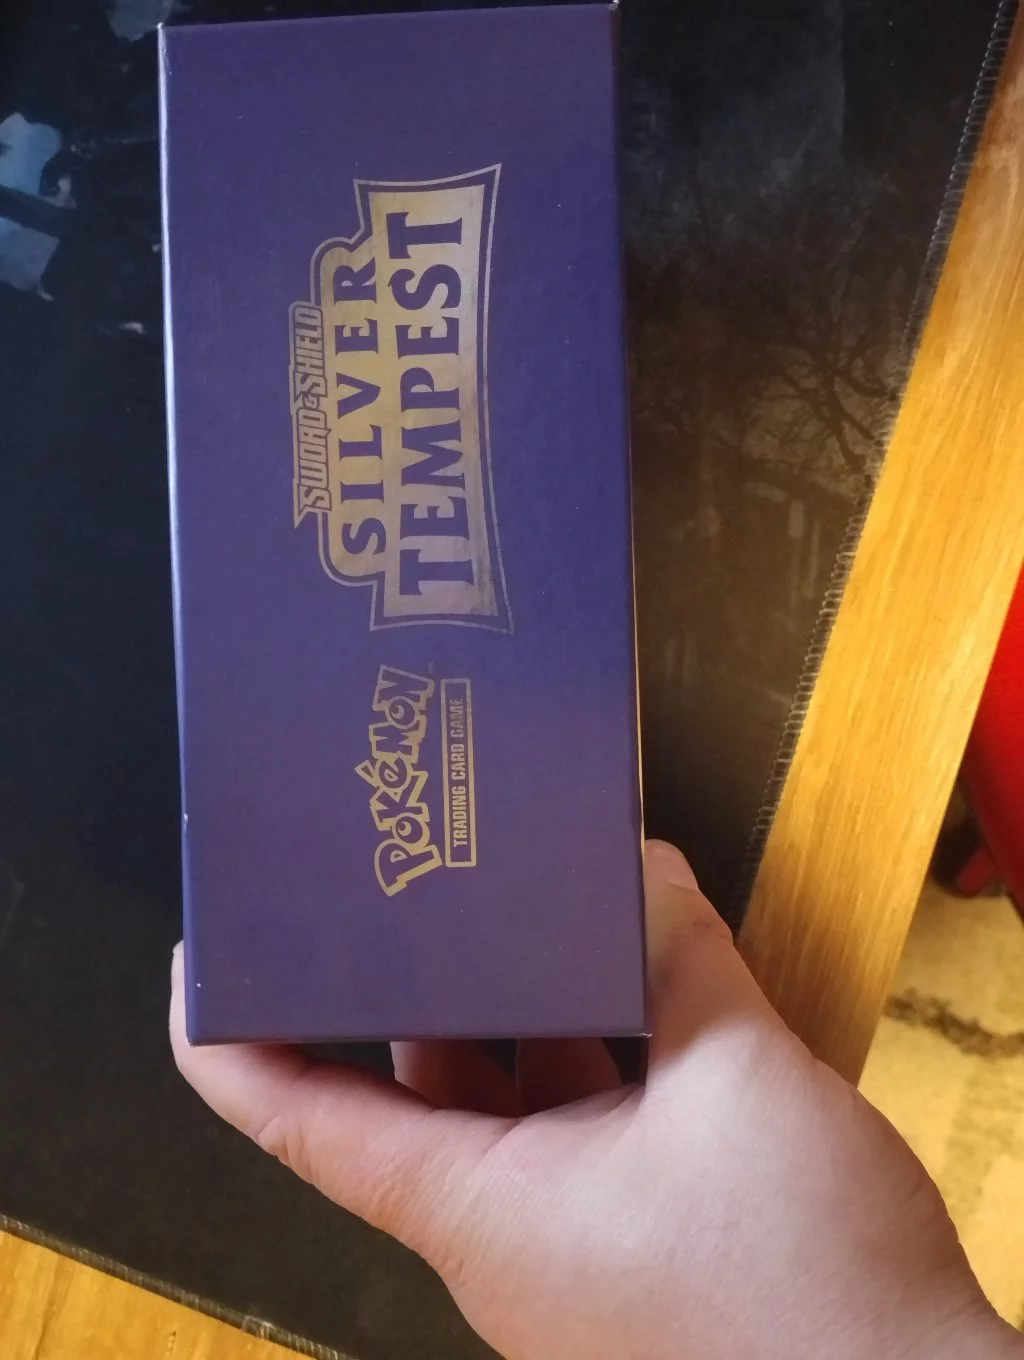 Pokémon
TRADING CARD GAME
SWORD & SHIELD
SILVER
TEMPEST